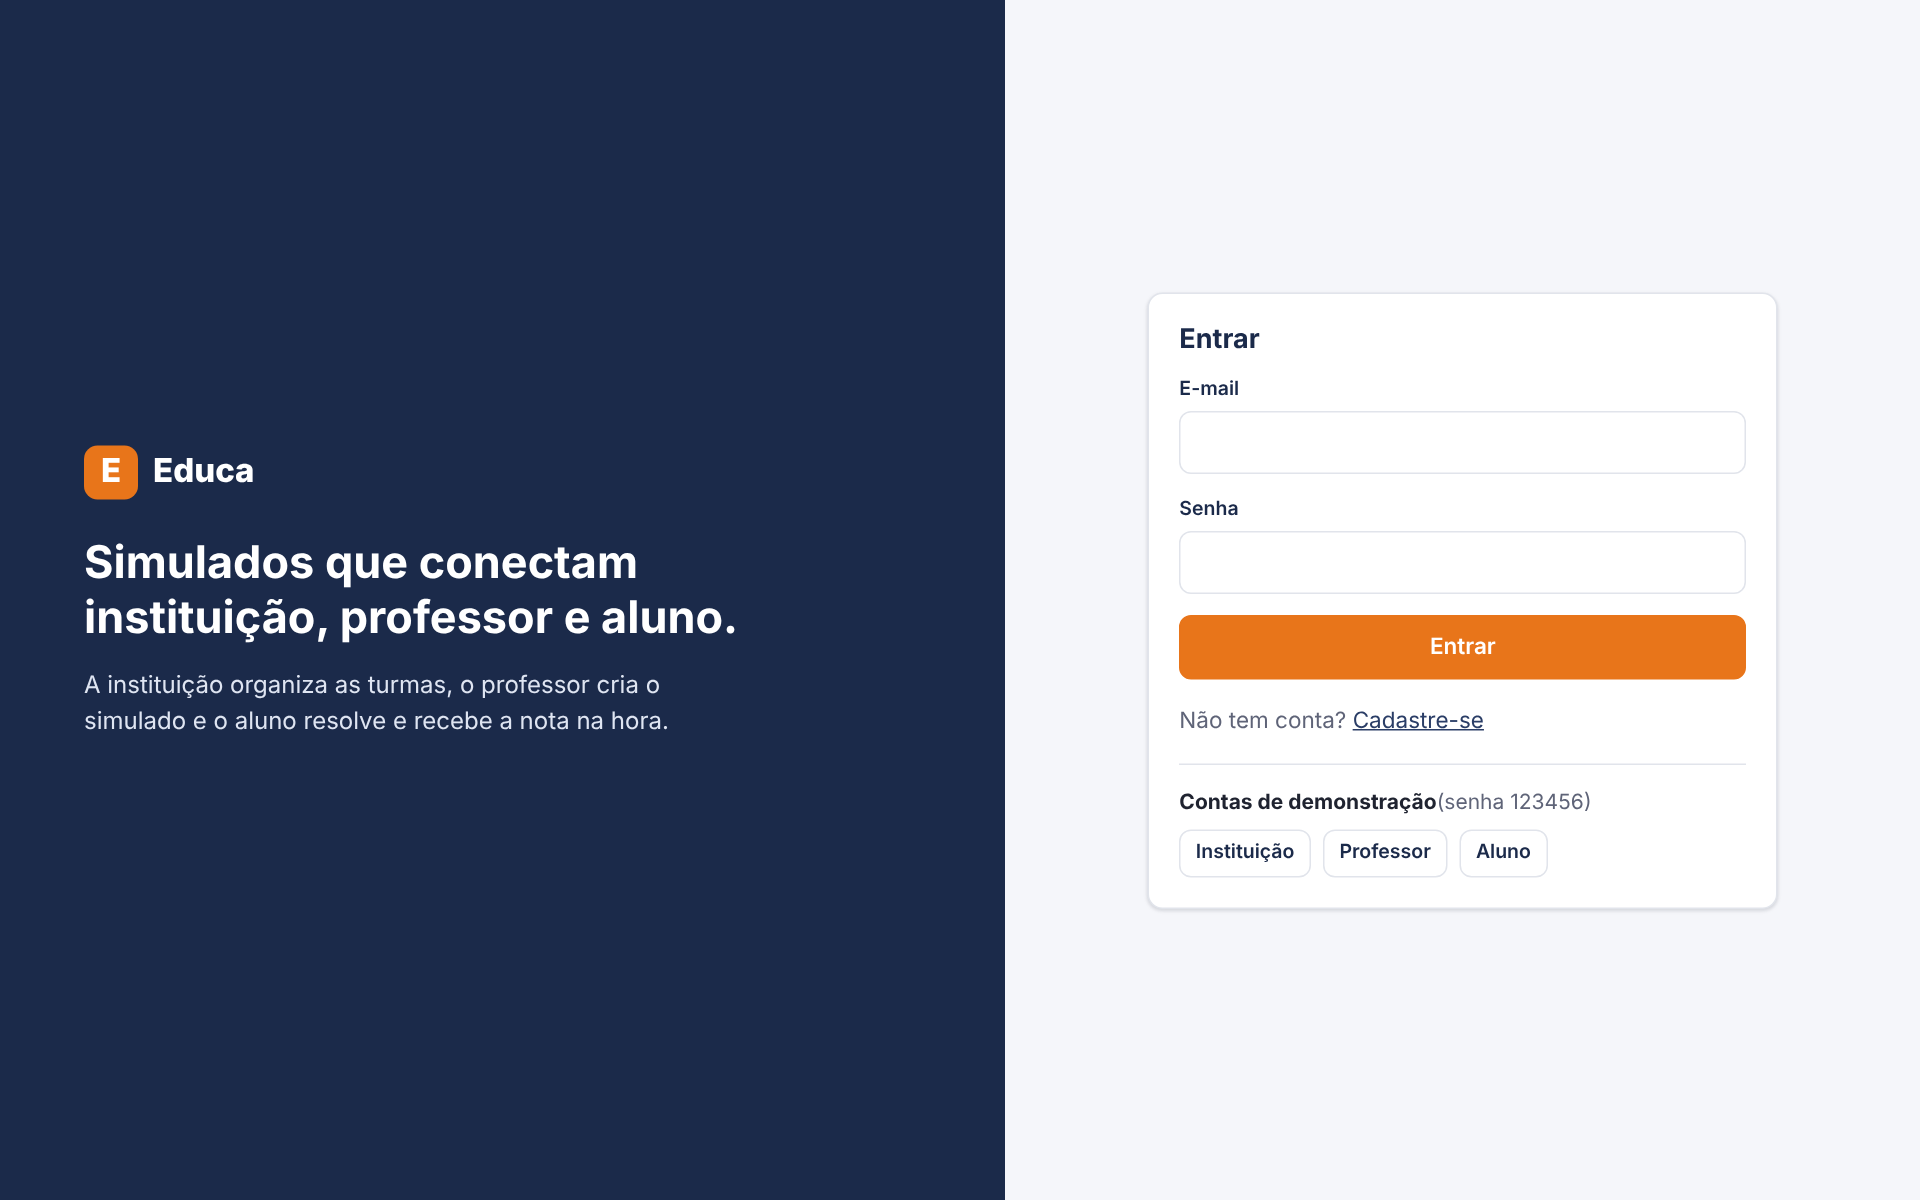 E Educa
Simulados que conectam
instituição, professor e aluno.
A instituição organiza as turmas, o professor cria o
simulado e o aluno resolve e recebe a nota na hora.
Entrar
E-mail
Senha
Entrar
Não tem conta? Cadastre-se
Contas de demonstração(senha 123456)
Instituição Professor Aluno